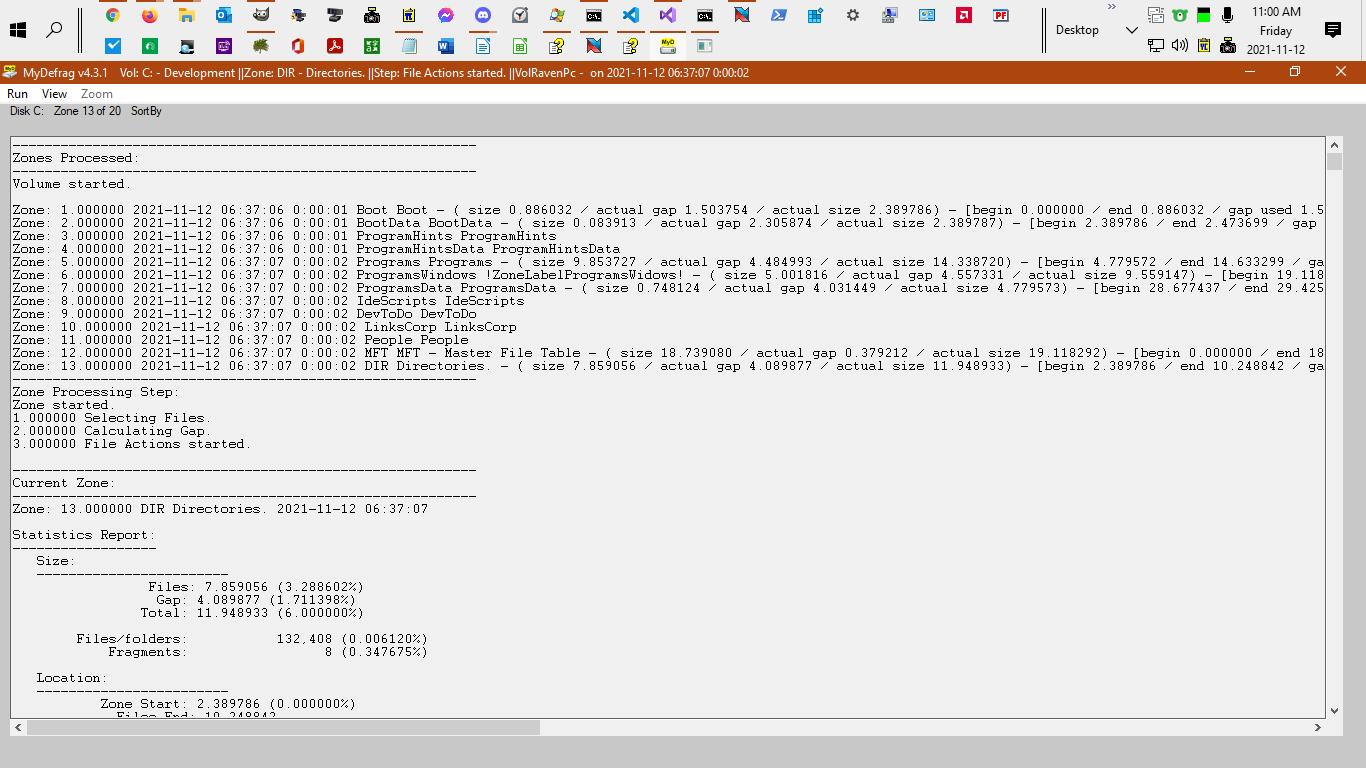 11:00 AM
Desktop
Friday
2021-11-12
MyDefrag v4.3.1 Vol: C: - Development ||Zone: DIR - Directories. ||Step: File Actions started. ||VolRavenPc - on 2021-11-12 06:37:07 0:00:02
Run View Zoom
Disk C: Zone 13 of 20 SortBy
----------------------------------------------------------
Zones Processed:
----------------------------------------------------------
Volume started.
Zone: 1.000000 2021-11-12 06:37:06 0:00:01 Boot Boot - ( size 0.886032 / actual gap 1.503754 / actual size 2.389786) - [begin 0.000000 / end 0.886032 / gap used 1.5
Zone: 2.000000 2021-11-12 06:37:06 0:00:01 BootData BootData - ( size 0.083913 / actual gap 2.305874 / actual size 2.389787) - [begin 2.389786 / end 2.473699 / gap
Zone: 3.000000 2021-11-12 06:37:06 0:00:01 ProgramHints ProgramHints
Zone: 4.000000 2021-11-12 06:37:06 0:00:01 ProgramHintsData ProgramHintsData
Zone: 5.000000 2021-11-12 06:37:07 0:00:02 Programs Programs - ( size 9.853727 / actual gap 4.484993 / actual size 14.338720) - [begin 4.779572 / end 14.633299 / ga
Zone: 6.000000 2021-11-12 06:37:07 0:00:02 ProgramsWindows !ZoneLabelProgramsWidows! - ( size 5.001816 / actual gap 4.557331 / actual size 9.559147) - [begin 19.118
Zone: 7.000000 2021-11-12 06:37:07 0:00:02 ProgramsData ProgramsData - ( size 0.748124 / actual gap 4.031449 / actual size 4.779573) - [begin 28.677437 / end 29.425
Zone: 8.000000 2021-11-12 06:37:07 0:00:02 IdeScripts IdeScripts
Zone: 9.000000 2021-11-12 06:37:07 0:00:02 DevToDo DevToDo
Zone: 10.000000 2021-11-12 06:37:07 0:00:02 LinksCorp LinksCorp
Zone: 11.000000 2021-11-12 06:37:07 0:00:02 People People
Zone: 12.000000 2021-11-12 06:37:07 0:00:02 MFT MFT - Master File Table - ( size 18.739080 / actual gap 0.379212 / actual size 19.118292) - [begin 0.000000 / end 18
Zone: 13.000000 2021-11-12 06:37:07 0:00:02 DIR Directories. - ( size 7.859056 / actual gap 4.089877 / actual size 11.948933) - [begin 2.389786 / end 10.248842 / ga
----------------------------------------------------------
Zone Processing Step:
Zone started.
1.000000 Selecting Files.
2.000000 Calculating Gap.
3.000000 File Actions started.
----------------------------------------------------------
Current Zone:
----------------------------------------------------------
Zone: 13.000000 DIR Directories. 2021-11-12 06:37:07
Statistics Report:
------------------
Size:
------------------------
Files: 7.859056 (3.288602%)
Gap: 4.089877 (1.711398%)
Total: 11.948933 (6.000000%)
Files/folders: 132,408 (0.006120%)
Fragments: 8 (0.347675%)
Location:
------------------------
Zone Start: 2.389786 (0.000000%)
Files End: 10.248842